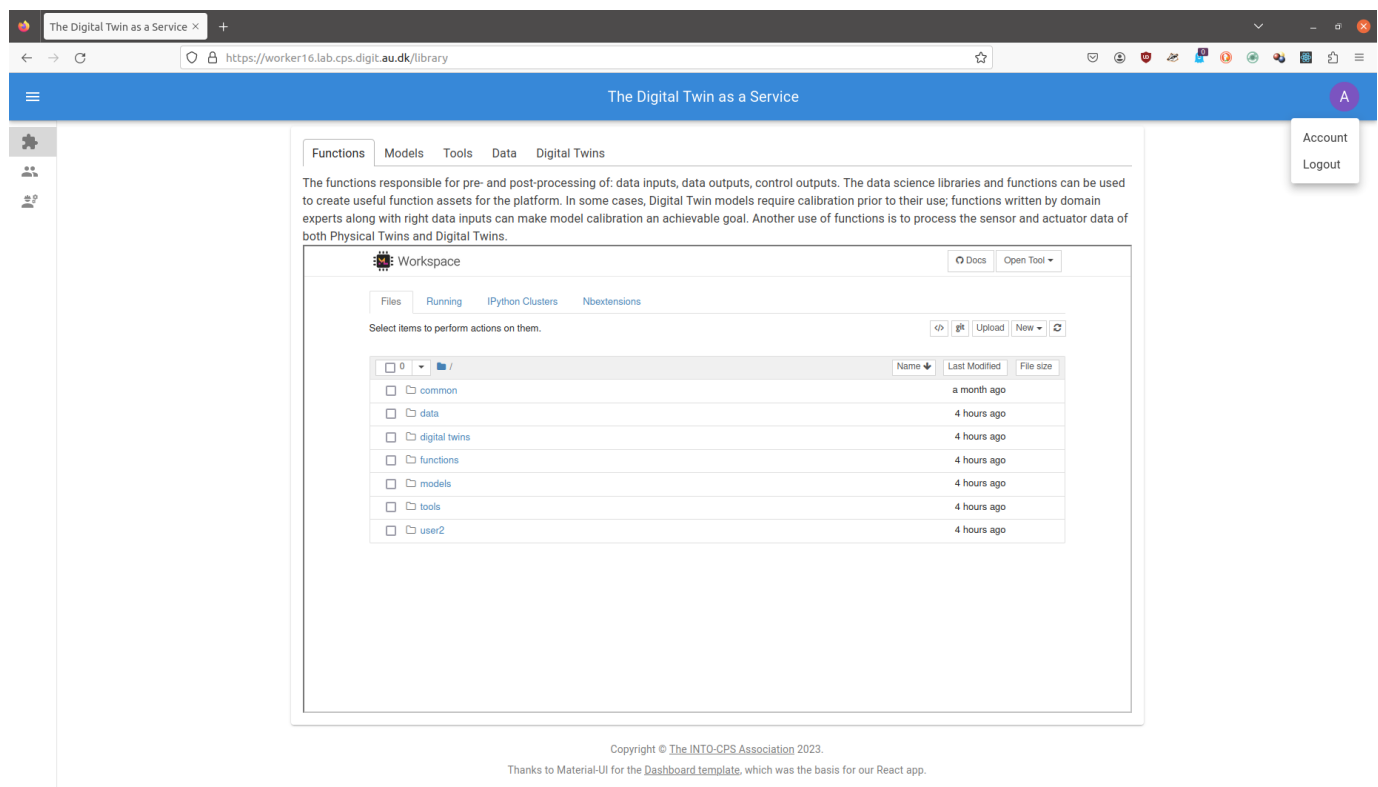 The Digital Twin as a Service
https://worker16.lab.cps.digit.au.dk/library
The Digital Twin as a Service
A
Account
Logout
Functions Models Tools Data Digital Twins
The functions responsible for pre- and post-processing of: data inputs, data outputs, control outputs. The data science libraries and functions can be used
to create useful function assets for the platform. In some cases, Digital Twin models require calibration prior to their use; functions written by domain
experts along with right data inputs can make model calibration an achievable goal. Another use of functions is to process the sensor and actuator data of
both Physical Twins and Digital Twins.
Workspace Docs Open Tool
Files Running IPython Clusters Nbextensions
Select items to perform actions on them. </> git Upload New
0 / Name Last Modified File size
common a month ago
data 4 hours ago
digital twins 4 hours ago
functions 4 hours ago
models 4 hours ago
tools 4 hours ago
user2 4 hours ago
Copyright © The INTO-CPS Association 2023.
Thanks to Material-UI for the Dashboard template, which was the basis for our React app.